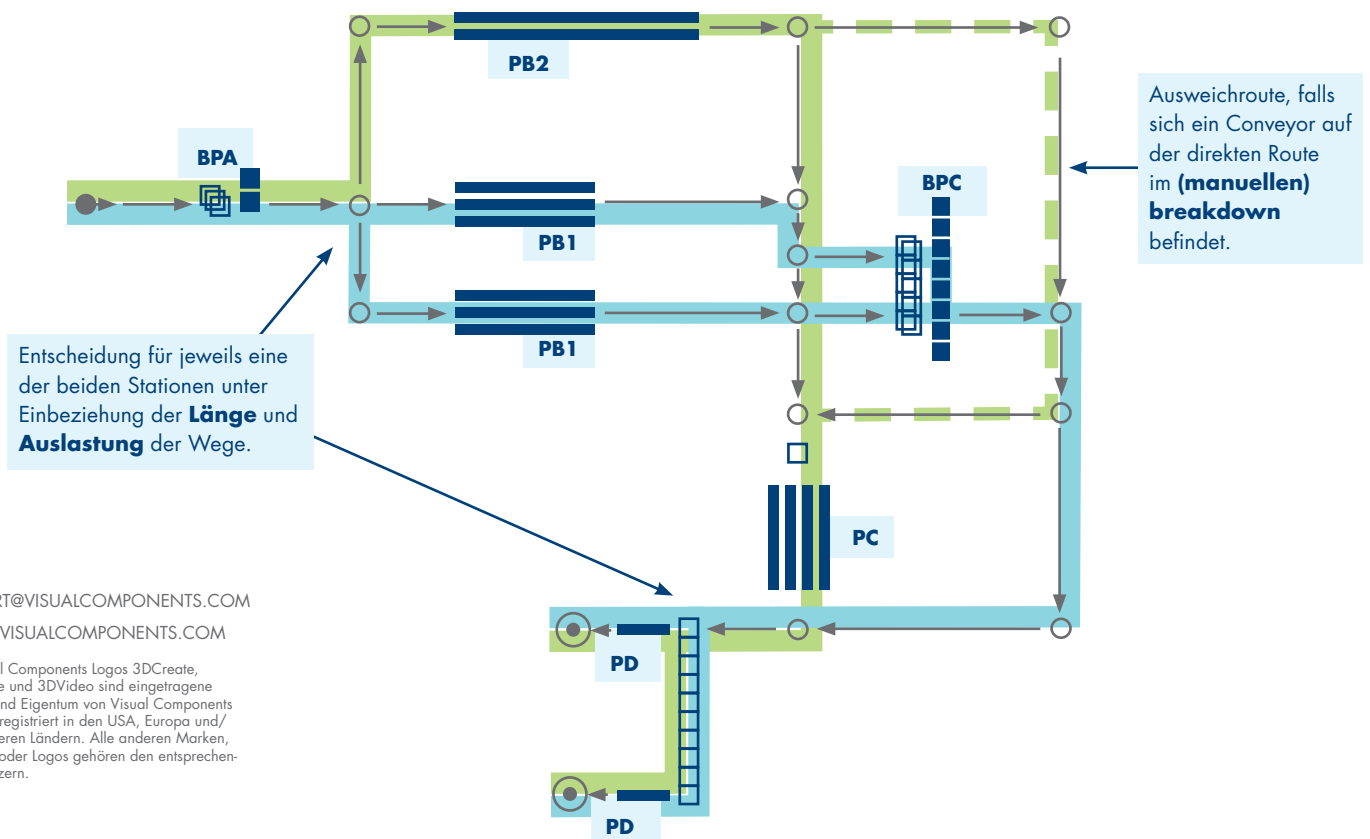 PB2
Ausweichroute, falls
sich ein Conveyor auf
der direkten Route
im (manuellen)
breakdown
befindet.
BPA
BPC
PB1
PB1
Entscheidung für jeweils eine
der beiden Stationen unter
Einbeziehung der Länge und
Auslastung der Wege.
PC
RT@VISUALCOMPONENTS.COM
VISUALCOMPONENTS.COM
l Components Logos 3DCreate,
e und 3DVideo sind eingetragene
nd Eigentum von Visual Components
registriert in den USA, Europa und/
eren Ländern. Alle anderen Marken,
oder Logos gehören den entsprechen-
zern.
PD
PD